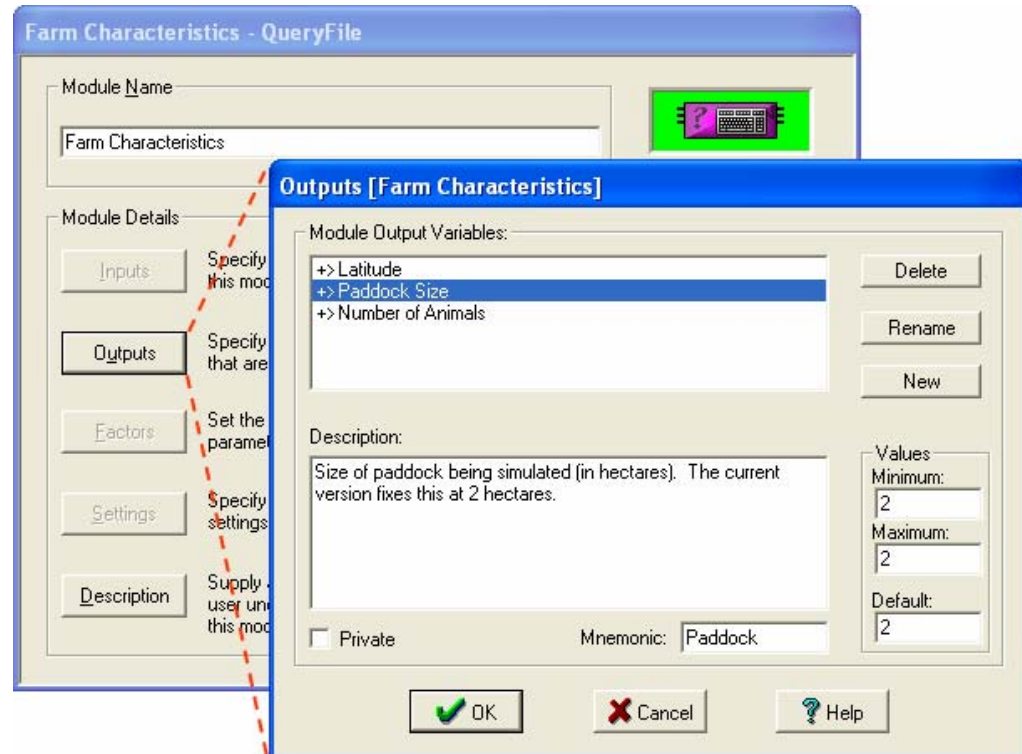 Farm Characteristics - QueryFile
Module Name
Farm Characteristics
Module Details
Inputs
Specify
this mod
Outputs
Specify
that are
Factors
Set the
paramet
Settings
Specify
settings
Description
Supply
user und
this mod
Outputs [Farm Characteristics]
Module Output Variables:
+> Latitude
+> Paddock Size
+> Number of Animals
Delete
Rename
New
Description:
Size of paddock being simulated (in hectares). The current
version fixes this at 2 hectares.
Values
Minimum:
2
Maximum:
2
Default:
2
Private
Mnemonic: Paddock
OK
Cancel
? Help